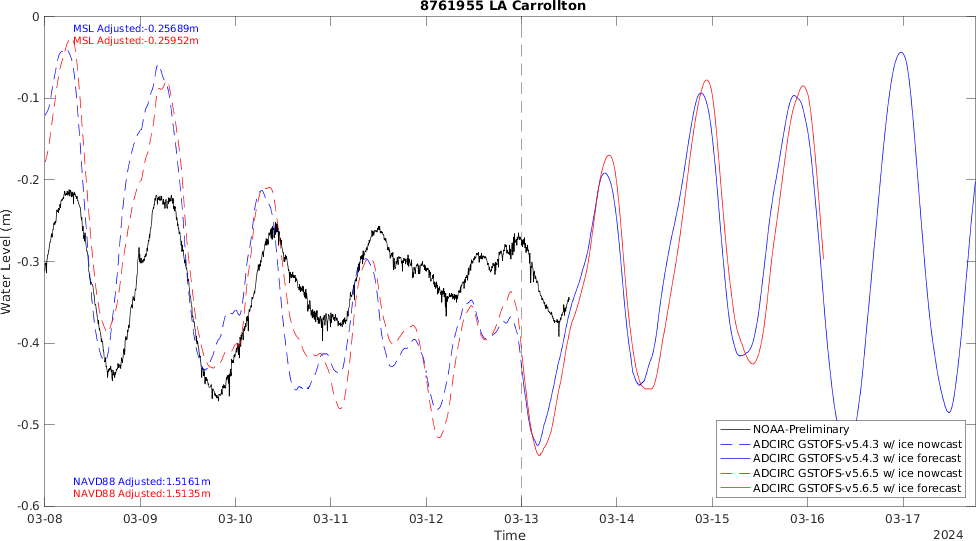 8761955 LA Carrollton
MSL Adjusted:-0.25689m
MSL Adjusted:-0.25952m
0
-0.1
-0.2
-0.3
-0.4
-0.5
-0.6
Water Level (m)
NAVD88 Adjusted:1.5161m
NAVD88 Adjusted:1.5135m
NOAA-Preliminary
ADCIRC GSTOFS-v5.4.3 w/ ice nowcast
ADCIRC GSTOFS-v5.4.3 w/ ice forecast
ADCIRC GSTOFS-v5.6.5 w/ ice nowcast
ADCIRC GSTOFS-v5.6.5 w/ ice forecast
03-08 03-09 03-10 03-11 03-12 03-13 03-14 03-15 03-16 03-17
Time
2024